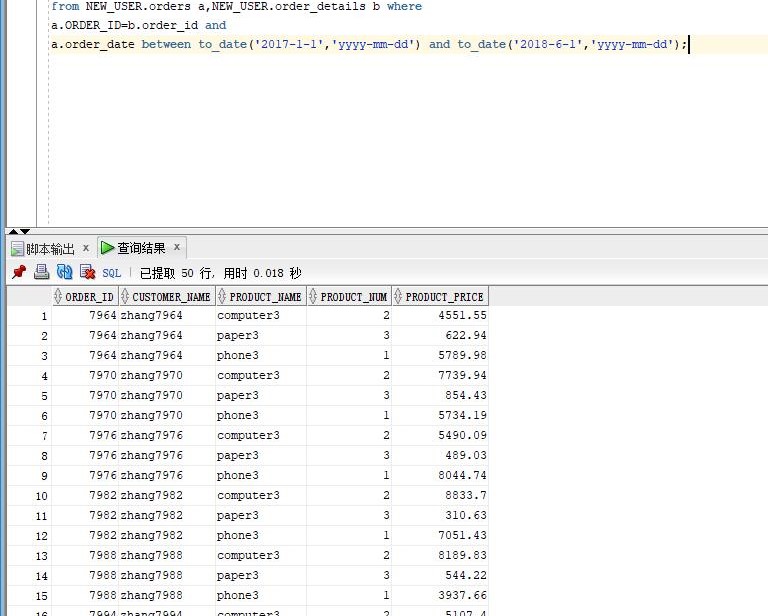 from NEW_USER.orders a,NEW_USER.order_details b where
a.ORDER_ID=b.order_id and
a.order_date between to_date('2017-1-1','yyyy-mm-dd') and to_date('2018-6-1','yyyy-mm-dd');
脚本输出 x 查询结果 x
SQL | 已提取 50 行, 用时 0.018 秒
ORDER_ID CUSTOMER_NAME PRODUCT_NAME PRODUCT_NUM PRODUCT_PRICE
1 7964 zhang7964 computer3 2 4551.55
2 7964 zhang7964 paper3 3 622.94
3 7964 zhang7964 phone3 1 5789.98
4 7970 zhang7970 computer3 2 7739.94
5 7970 zhang7970 paper3 3 854.43
6 7970 zhang7970 phone3 1 5734.19
7 7976 zhang7976 computer3 2 5490.09
8 7976 zhang7976 paper3 3 489.03
9 7976 zhang7976 phone3 1 8044.74
10 7982 zhang7982 computer3 2 8833.7
11 7982 zhang7982 paper3 3 310.63
12 7982 zhang7982 phone3 1 7051.43
13 7988 zhang7988 computer3 2 8189.83
14 7988 zhang7988 paper3 3 544.22
15 7988 zhang7988 phone3 1 3937.66
16 7994 zhang7994 computer3 2 5107.4